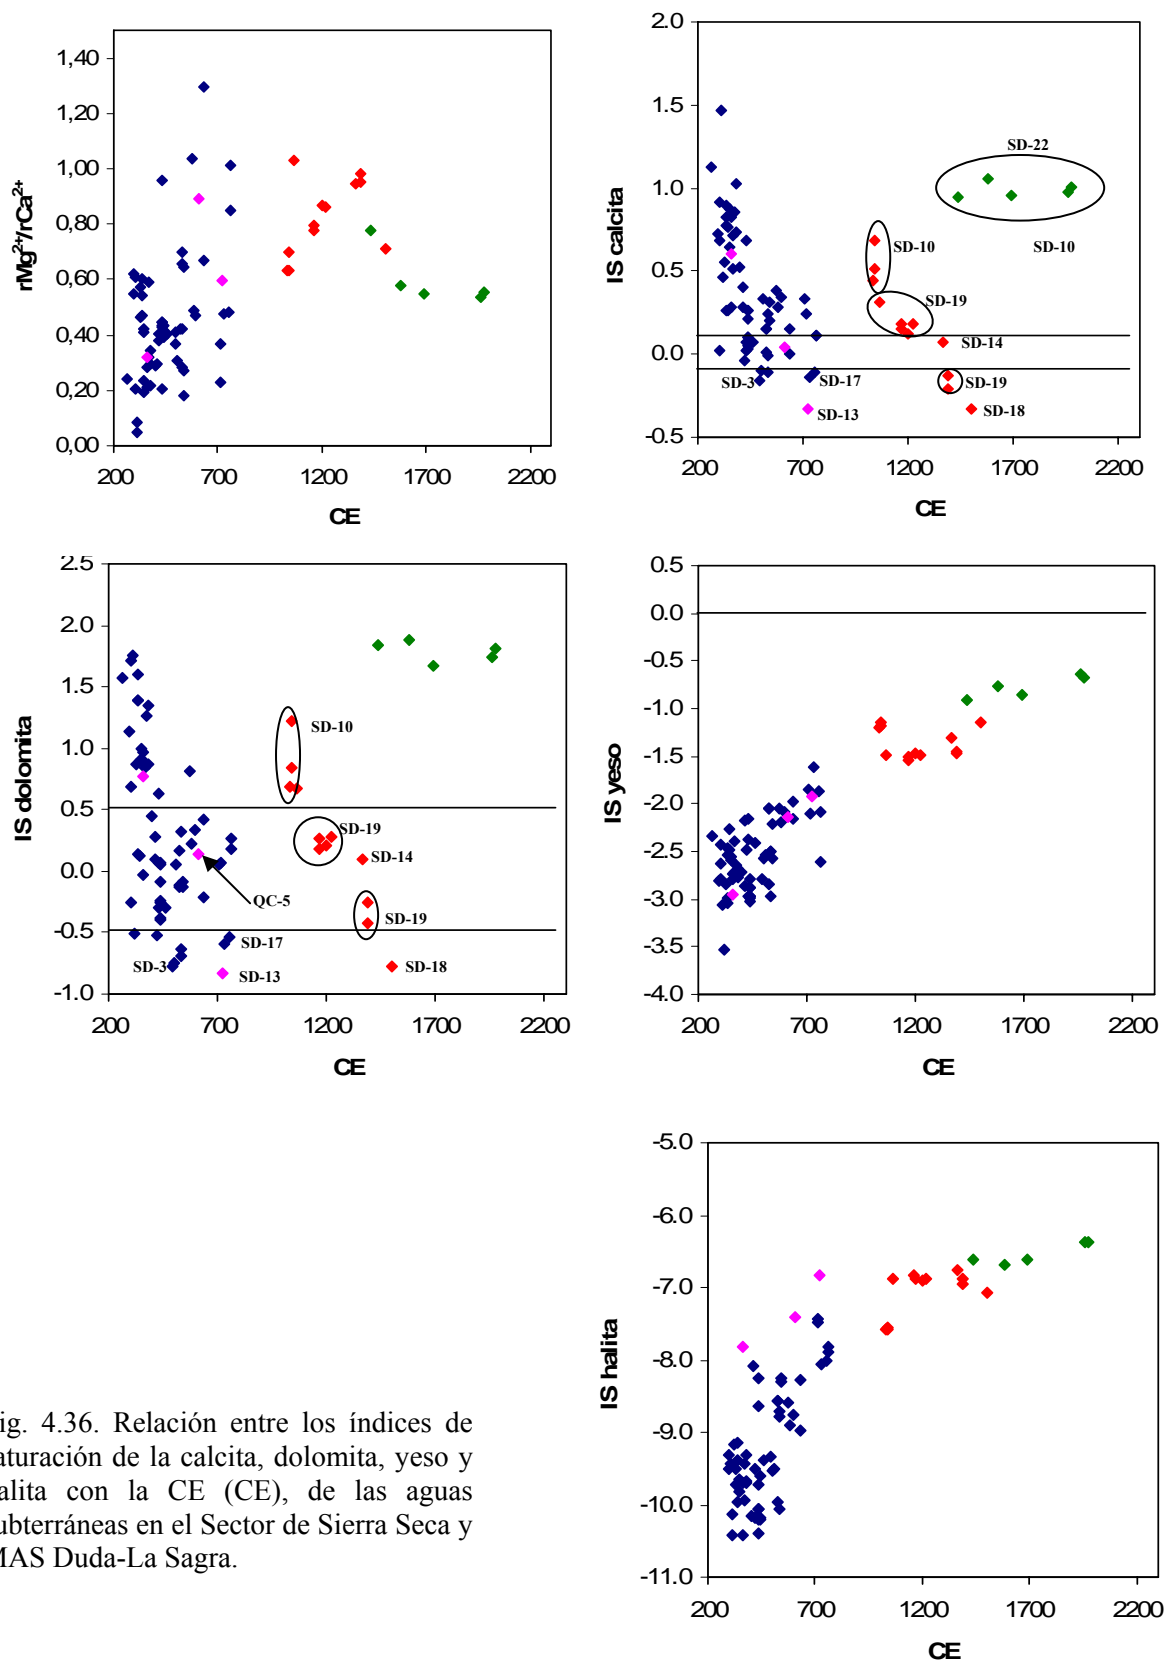 1,40
1,20
1,00
0,80
0,60
0,40
0,20
0,00
rMg²⁺/rCa²⁺
200 700 1200 1700 2200
CE
2.0
1.5
1.0
0.5
0.0
-0.5
IS calcita
SD-22
SD-10 SD-10
SD-19
SD-14
SD-3 SD-17 SD-19
SD-13 SD-18
200 700 1200 1700 2200
CE
2.5
2.0
1.5
1.0
0.5
0.0
-0.5
-1.0
IS dolomita
SD-10
SD-19
SD-14
QC-5
SD-19
SD-17
SD-3 SD-13 SD-18
200 700 1200 1700 2200
CE
0.5
0.0
-0.5
-1.0
-1.5
-2.0
-2.5
-3.0
-3.5
-4.0
IS yeso
200 700 1200 1700 2200
CE
-5.0
-6.0
-7.0
-8.0
-9.0
-10.0
-11.0
IS halita
200 700 1200 1700 2200
CE
ig. 4.36. Relación entre los índices de
aturación de la calcita, dolomita, yeso y
alita con la CE (CE), de las aguas
ubterráneas en el Sector de Sierra Seca y
MAS Duda-La Sagra.